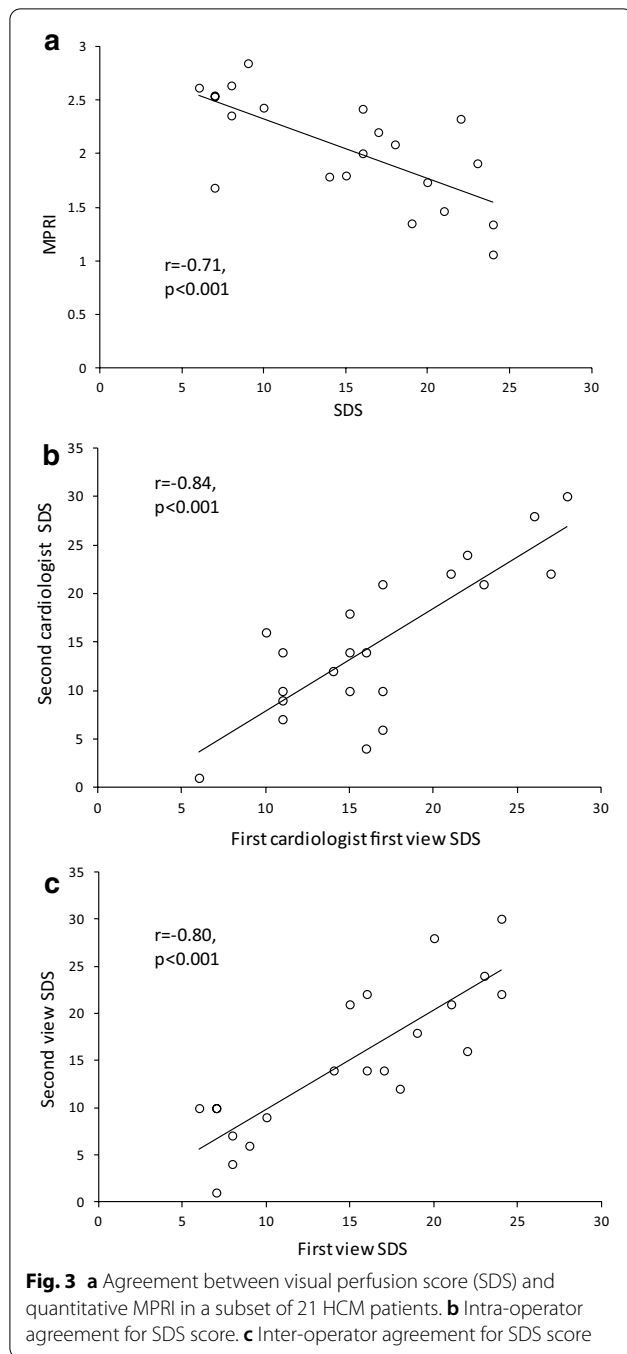 a
3
2.5
2
1.5
1
0.5
0
MPRI
r=-0.71,
p<0.001
0 5 10 15 20 25 30
SDS
b
35
30
25
20
15
10
5
0
Second cardiologist SDS
r=-0.84,
p<0.001
0 5 10 15 20 25 30
First cardiologist first view SDS
c
35
30
25
20
15
10
5
0
Second view SDS
r=-0.80,
p<0.001
0 5 10 15 20 25 30
First view SDS
Fig. 3 a Agreement between visual perfusion score (SDS) and
quantitative MPRI in a subset of 21 HCM patients. b Intra-operator
agreement for SDS score. c Inter-operator agreement for SDS score